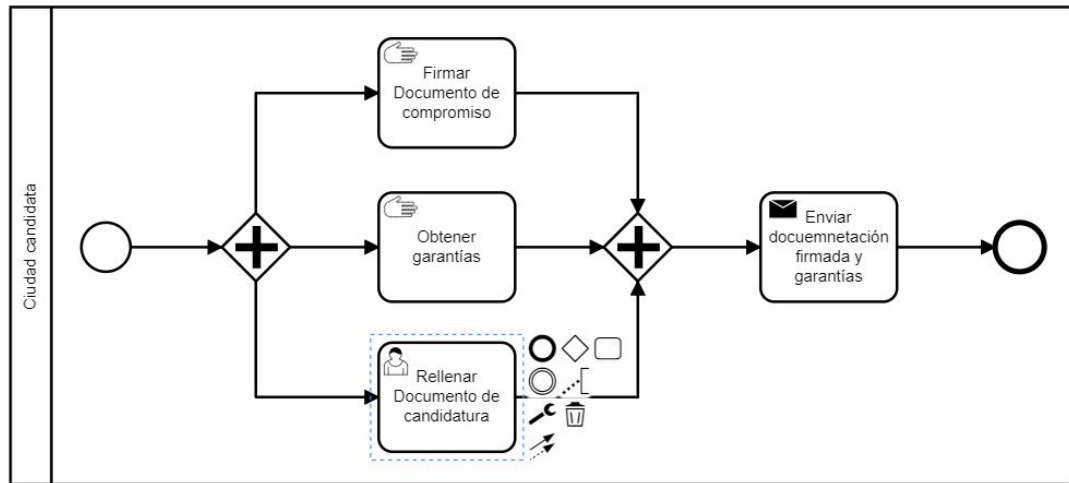 Ciudad candidata
Firmar
Documento de
compromiso
Obtener
garantías
Rellenar
Documento de
candidatura
Enviar
docuemnetación
firmada y
garantías